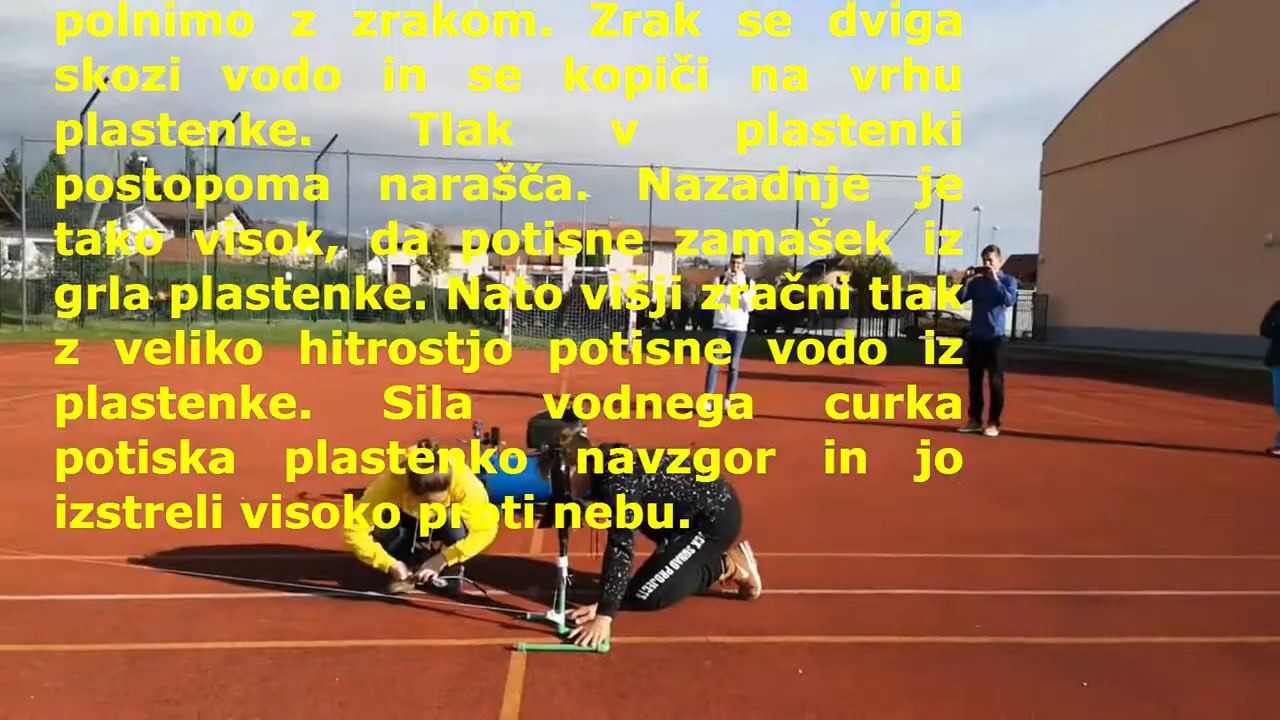 polnimo z zrakom. Zrak se dviga
skozi vodo in se kopiči na vrhu
plastenke. Tlak v plastenki
postopoma narašča. Nazadnje je
tako visok, da potisne zamašek iz
grla plastenke. Nato višji zračni tlak
z veliko hitrostjo potisne vodo iz
plastenke. Sila vodnega curka
potiska plastenko navzgor in jo
izstreli visoko proti nebu.
SQUAD PROJECTS